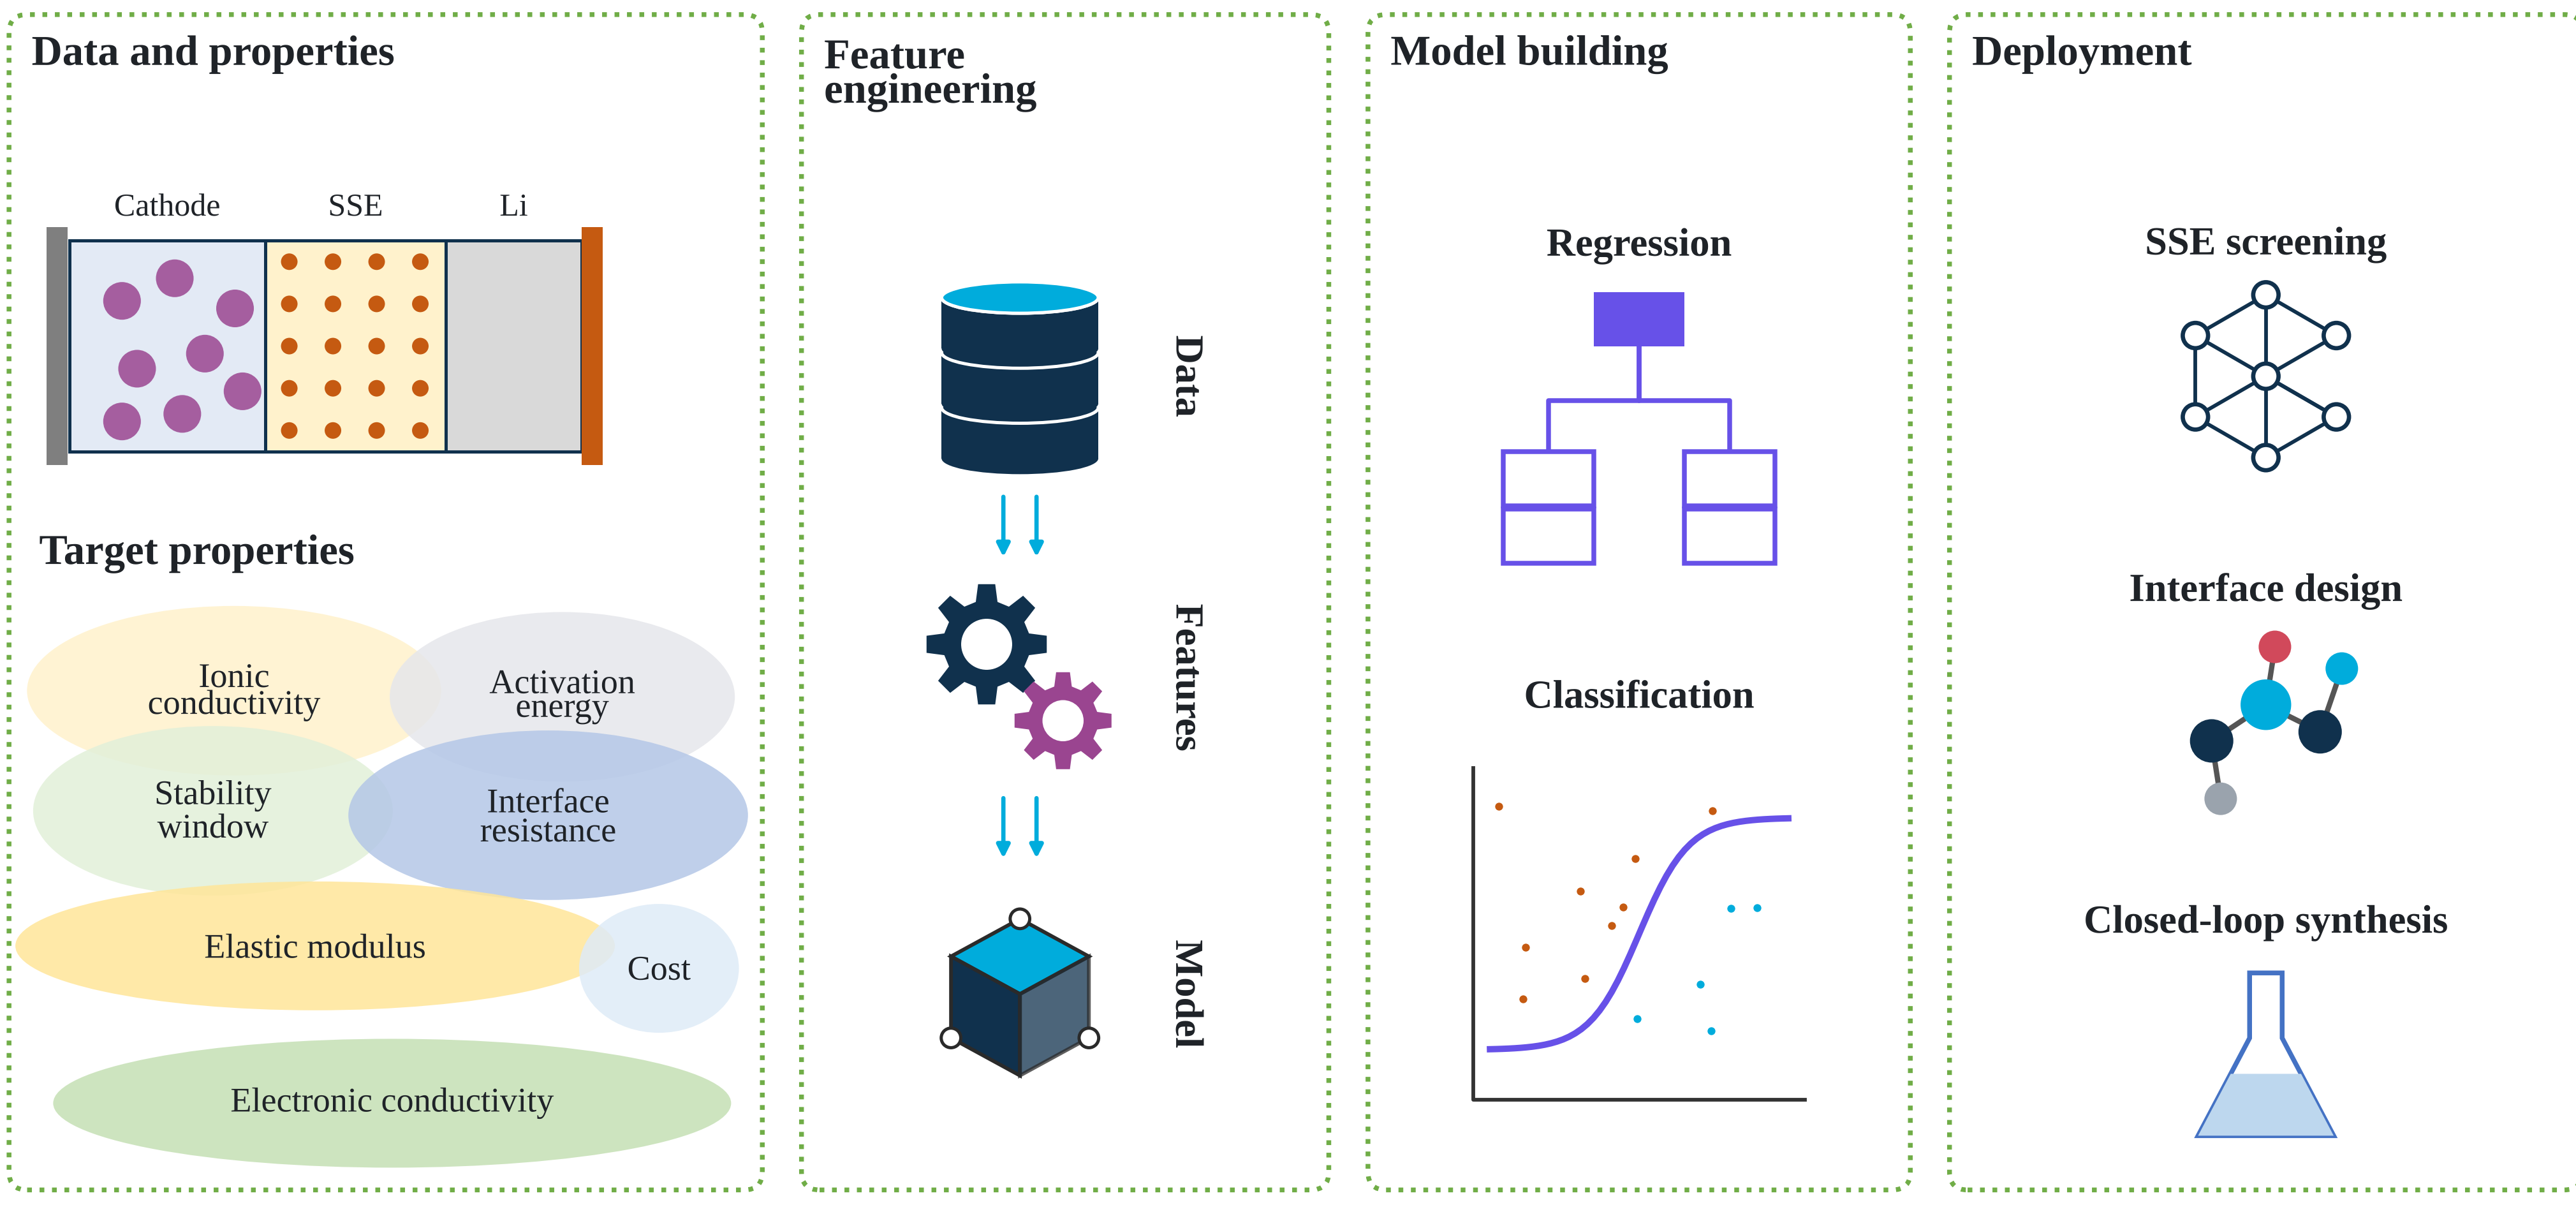 Data and properties
Cathode
SSE
Li
Target properties
Ionic
conductivity
Activation
energy
Stability
window
Interface
resistance
Elastic modulus
Cost
Electronic conductivity
Feature
engineering
Data
Features
Model
Model building
Regression
Classification
Deployment
SSE screening
Interface design
Closed-loop synthesis